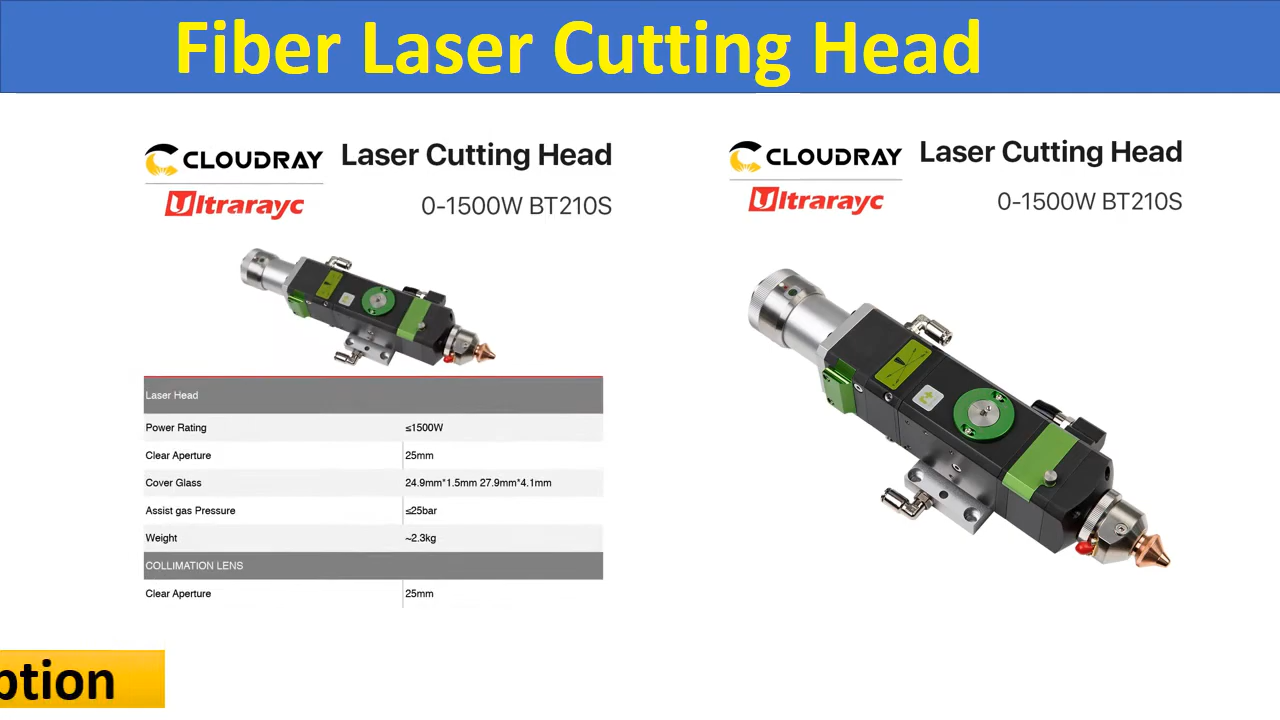 Fiber Laser Cutting Head
CLOUDRAY
Ultrarayc
Laser Cutting Head
0-1500W BT210S
Laser Head
Power Rating ≤1500W
Clear Aperture 25mm
Cover Glass 24.9mm*1.5mm 27.9mm*4.1mm
Assist gas Pressure ≤25bar
Weight ~2.3kg
COLLIMATION LENS
Clear Aperture 25mm
CLOUDRAY
Ultrarayc
Laser Cutting Head
0-1500W BT210S
ption